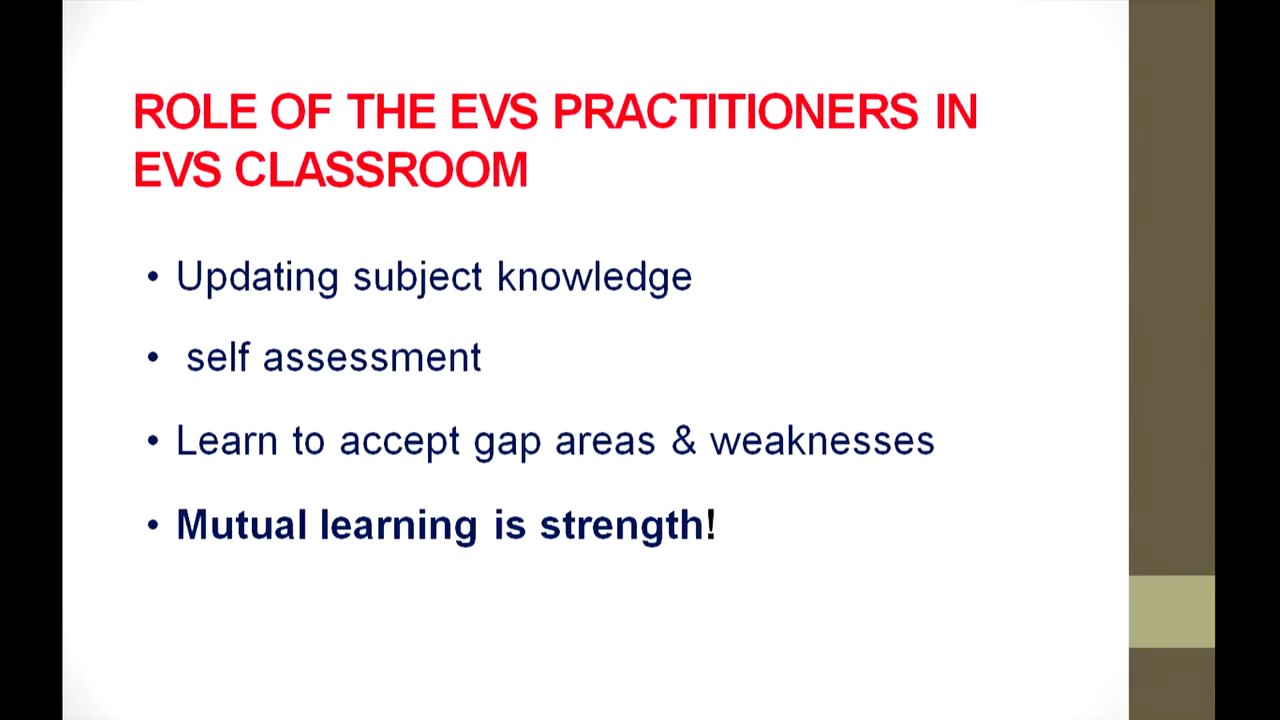 ROLE OF THE EVS PRACTITIONERS IN
EVS CLASSROOM
• Updating subject knowledge
• self assessment
• Learn to accept gap areas & weaknesses
• Mutual learning is strength!